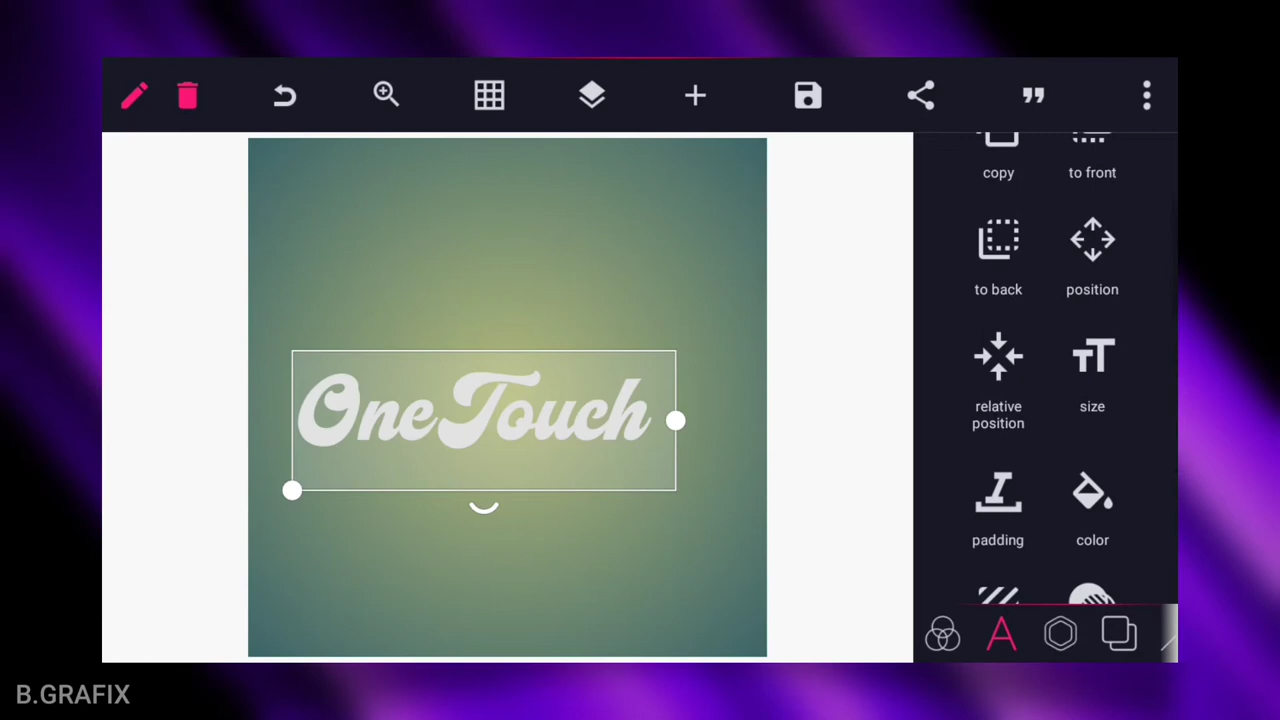 copy
to front
to back
position
OneTouch
relative
position
size
padding
color
B.GRAFIX